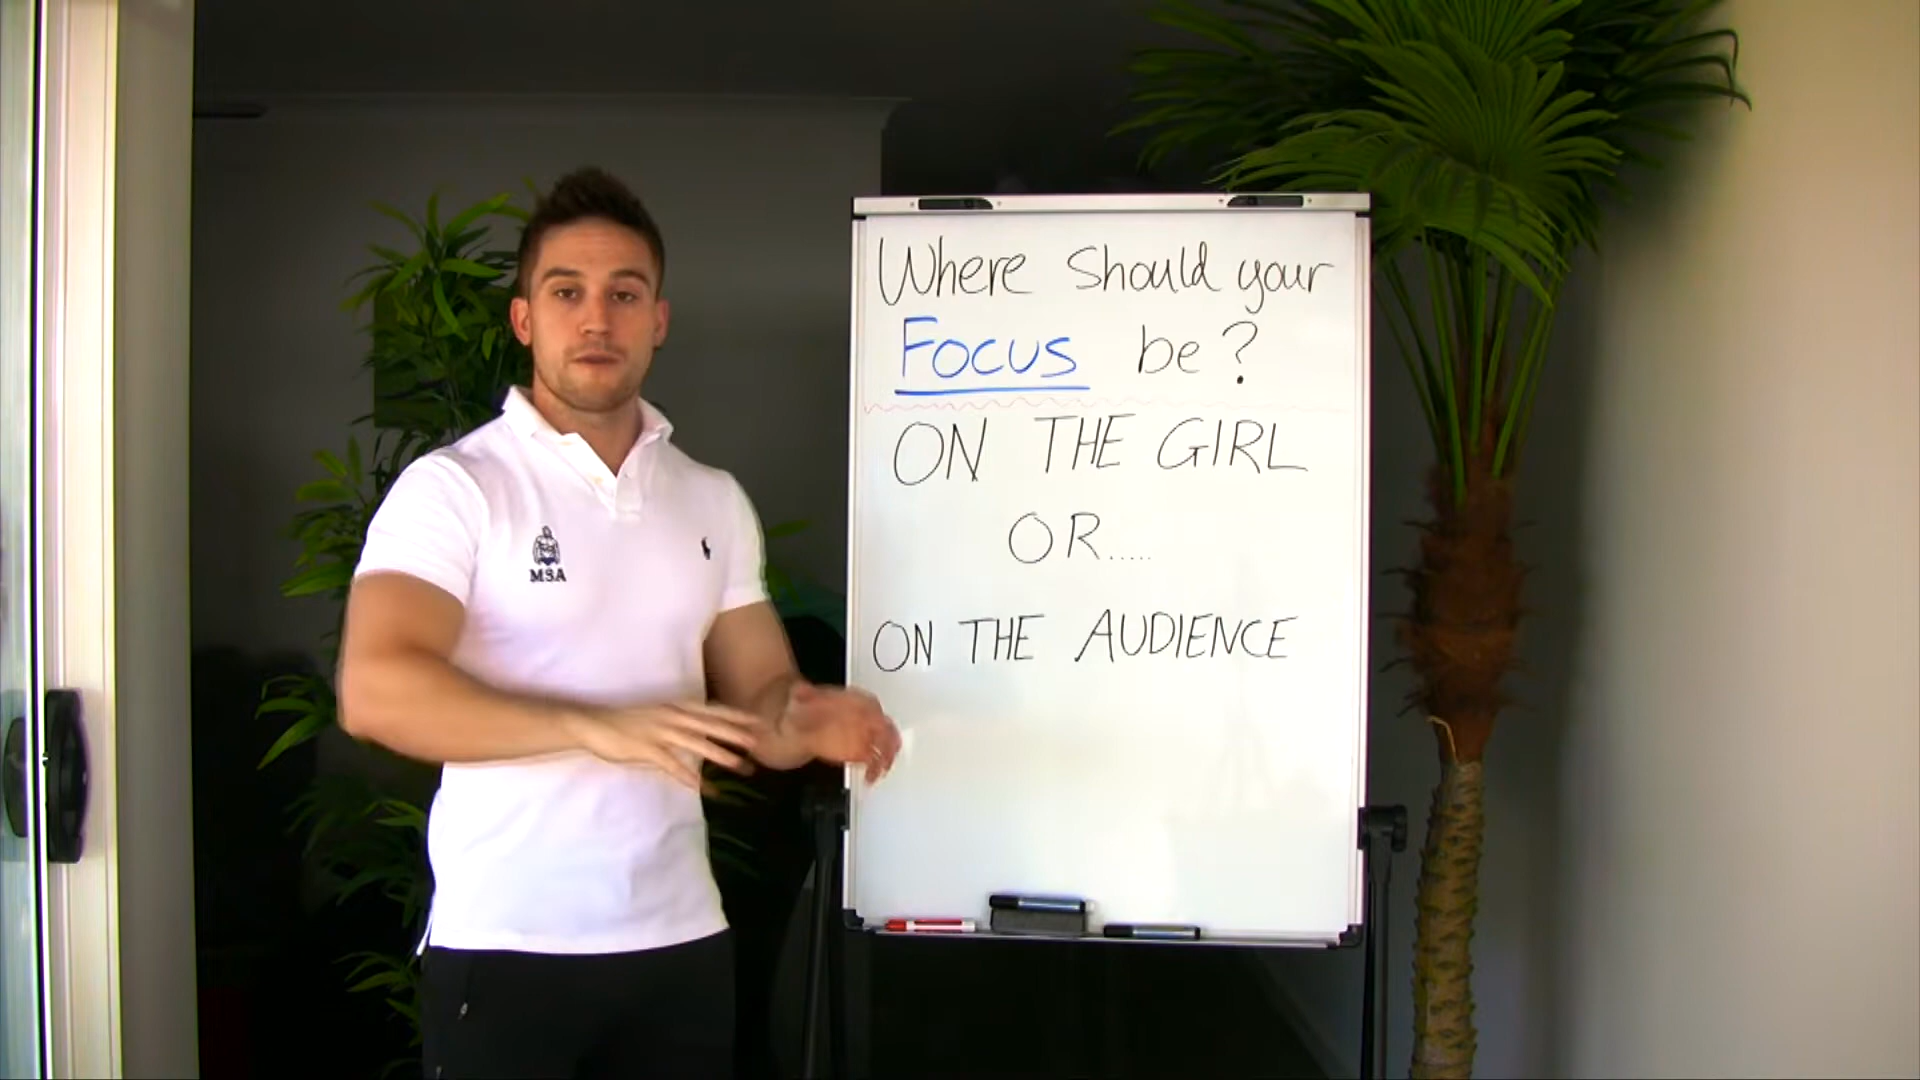 Where should your
Focus be?
ON THE GIRL
OR.....
ON THE AUDIENCE
MSA